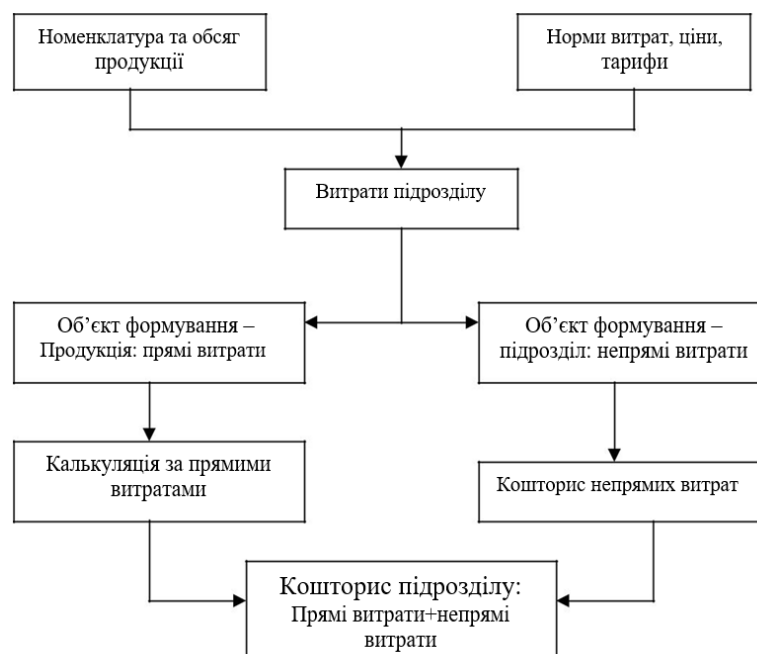 Номенклатура та обсяг
продукції
Норми витрат, ціни,
тарифи
Витрати підрозділу
Об’єкт формування –
Продукція: прямі витрати
Об’єкт формування –
підрозділ: непрямі витрати
Калькуляція за прямими
витратами
Кошторис непрямих витрат
Кошторис підрозділу:
Прямі витрати+непрямі
витрати